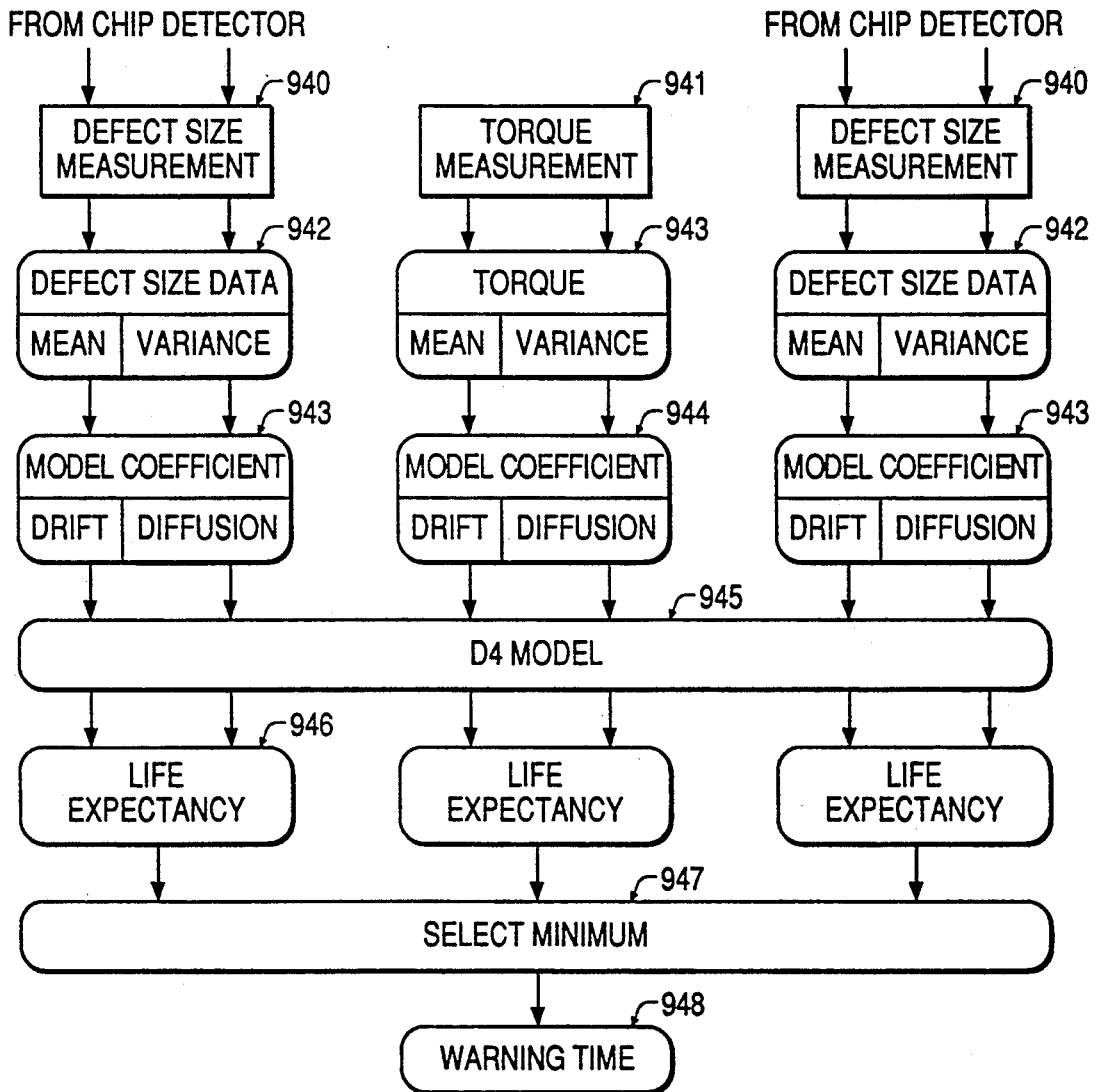 FROM CHIP DETECTOR
FROM CHIP DETECTOR
940
941
940
DEFECT SIZE
MEASUREMENT
TORQUE
MEASUREMENT
DEFECT SIZE
MEASUREMENT
942
943
942
DEFECT SIZE DATA
MEAN VARIANCE
TORQUE
MEAN VARIANCE
DEFECT SIZE DATA
MEAN VARIANCE
943
944
943
MODEL COEFFICIENT
DRIFT DIFFUSION
MODEL COEFFICIENT
DRIFT DIFFUSION
MODEL COEFFICIENT
DRIFT DIFFUSION
945
D4 MODEL
946
LIFE
EXPECTANCY
LIFE
EXPECTANCY
LIFE
EXPECTANCY
947
SELECT MINIMUM
948
WARNING TIME